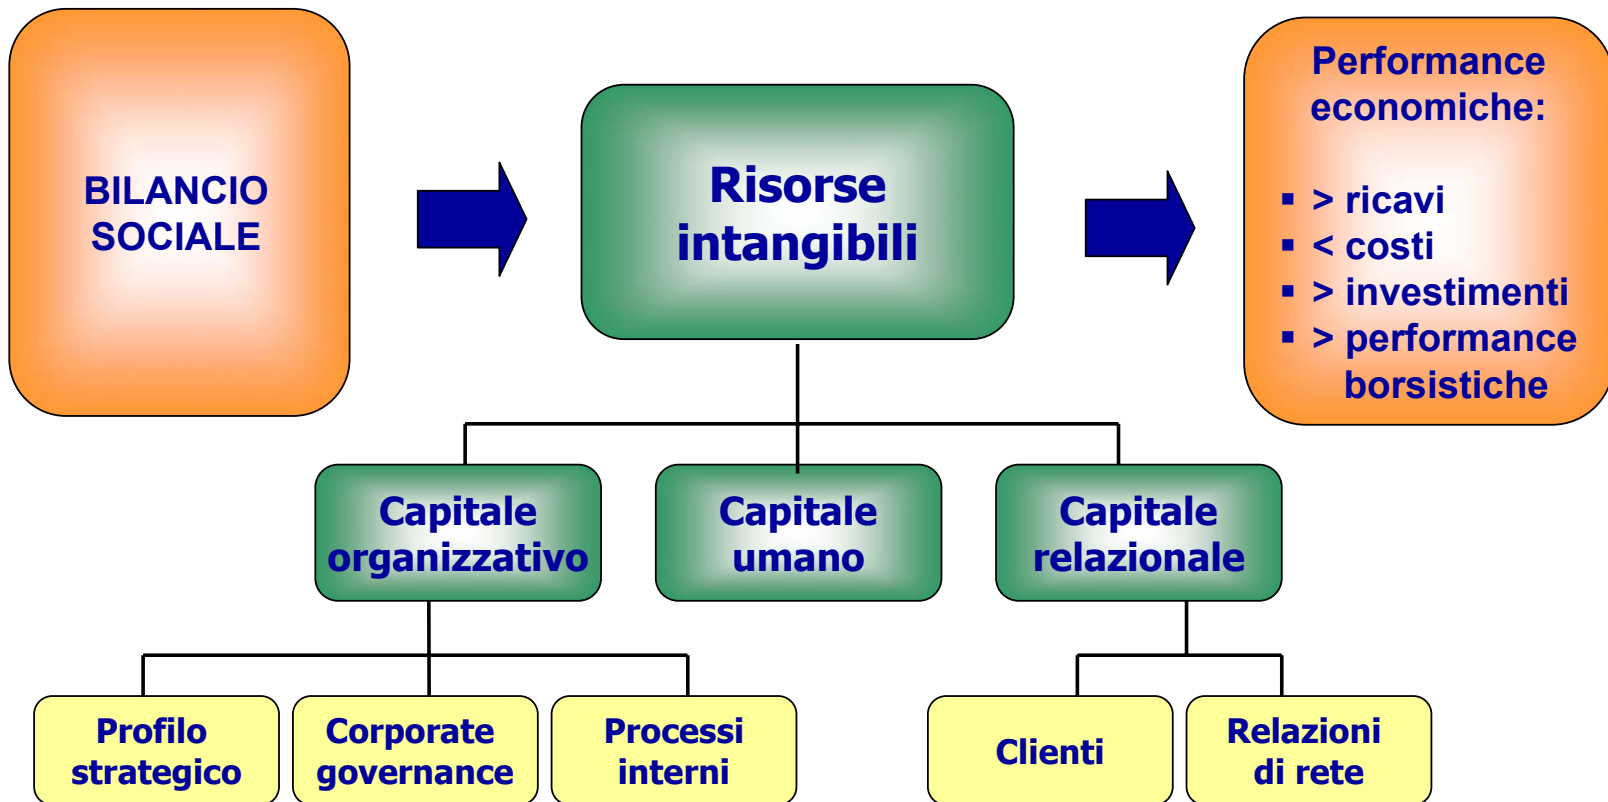 BILANCIO
SOCIALE
Risorse
intangibili
Performance
economiche:
▪ > ricavi
▪ < costi
▪ > investimenti
▪ > performance
borsistiche
Capitale
organizzativo
Capitale
umano
Capitale
relazionale
Profilo
strategico
Corporate
governance
Processi
interni
Clienti
Relazioni
di rete